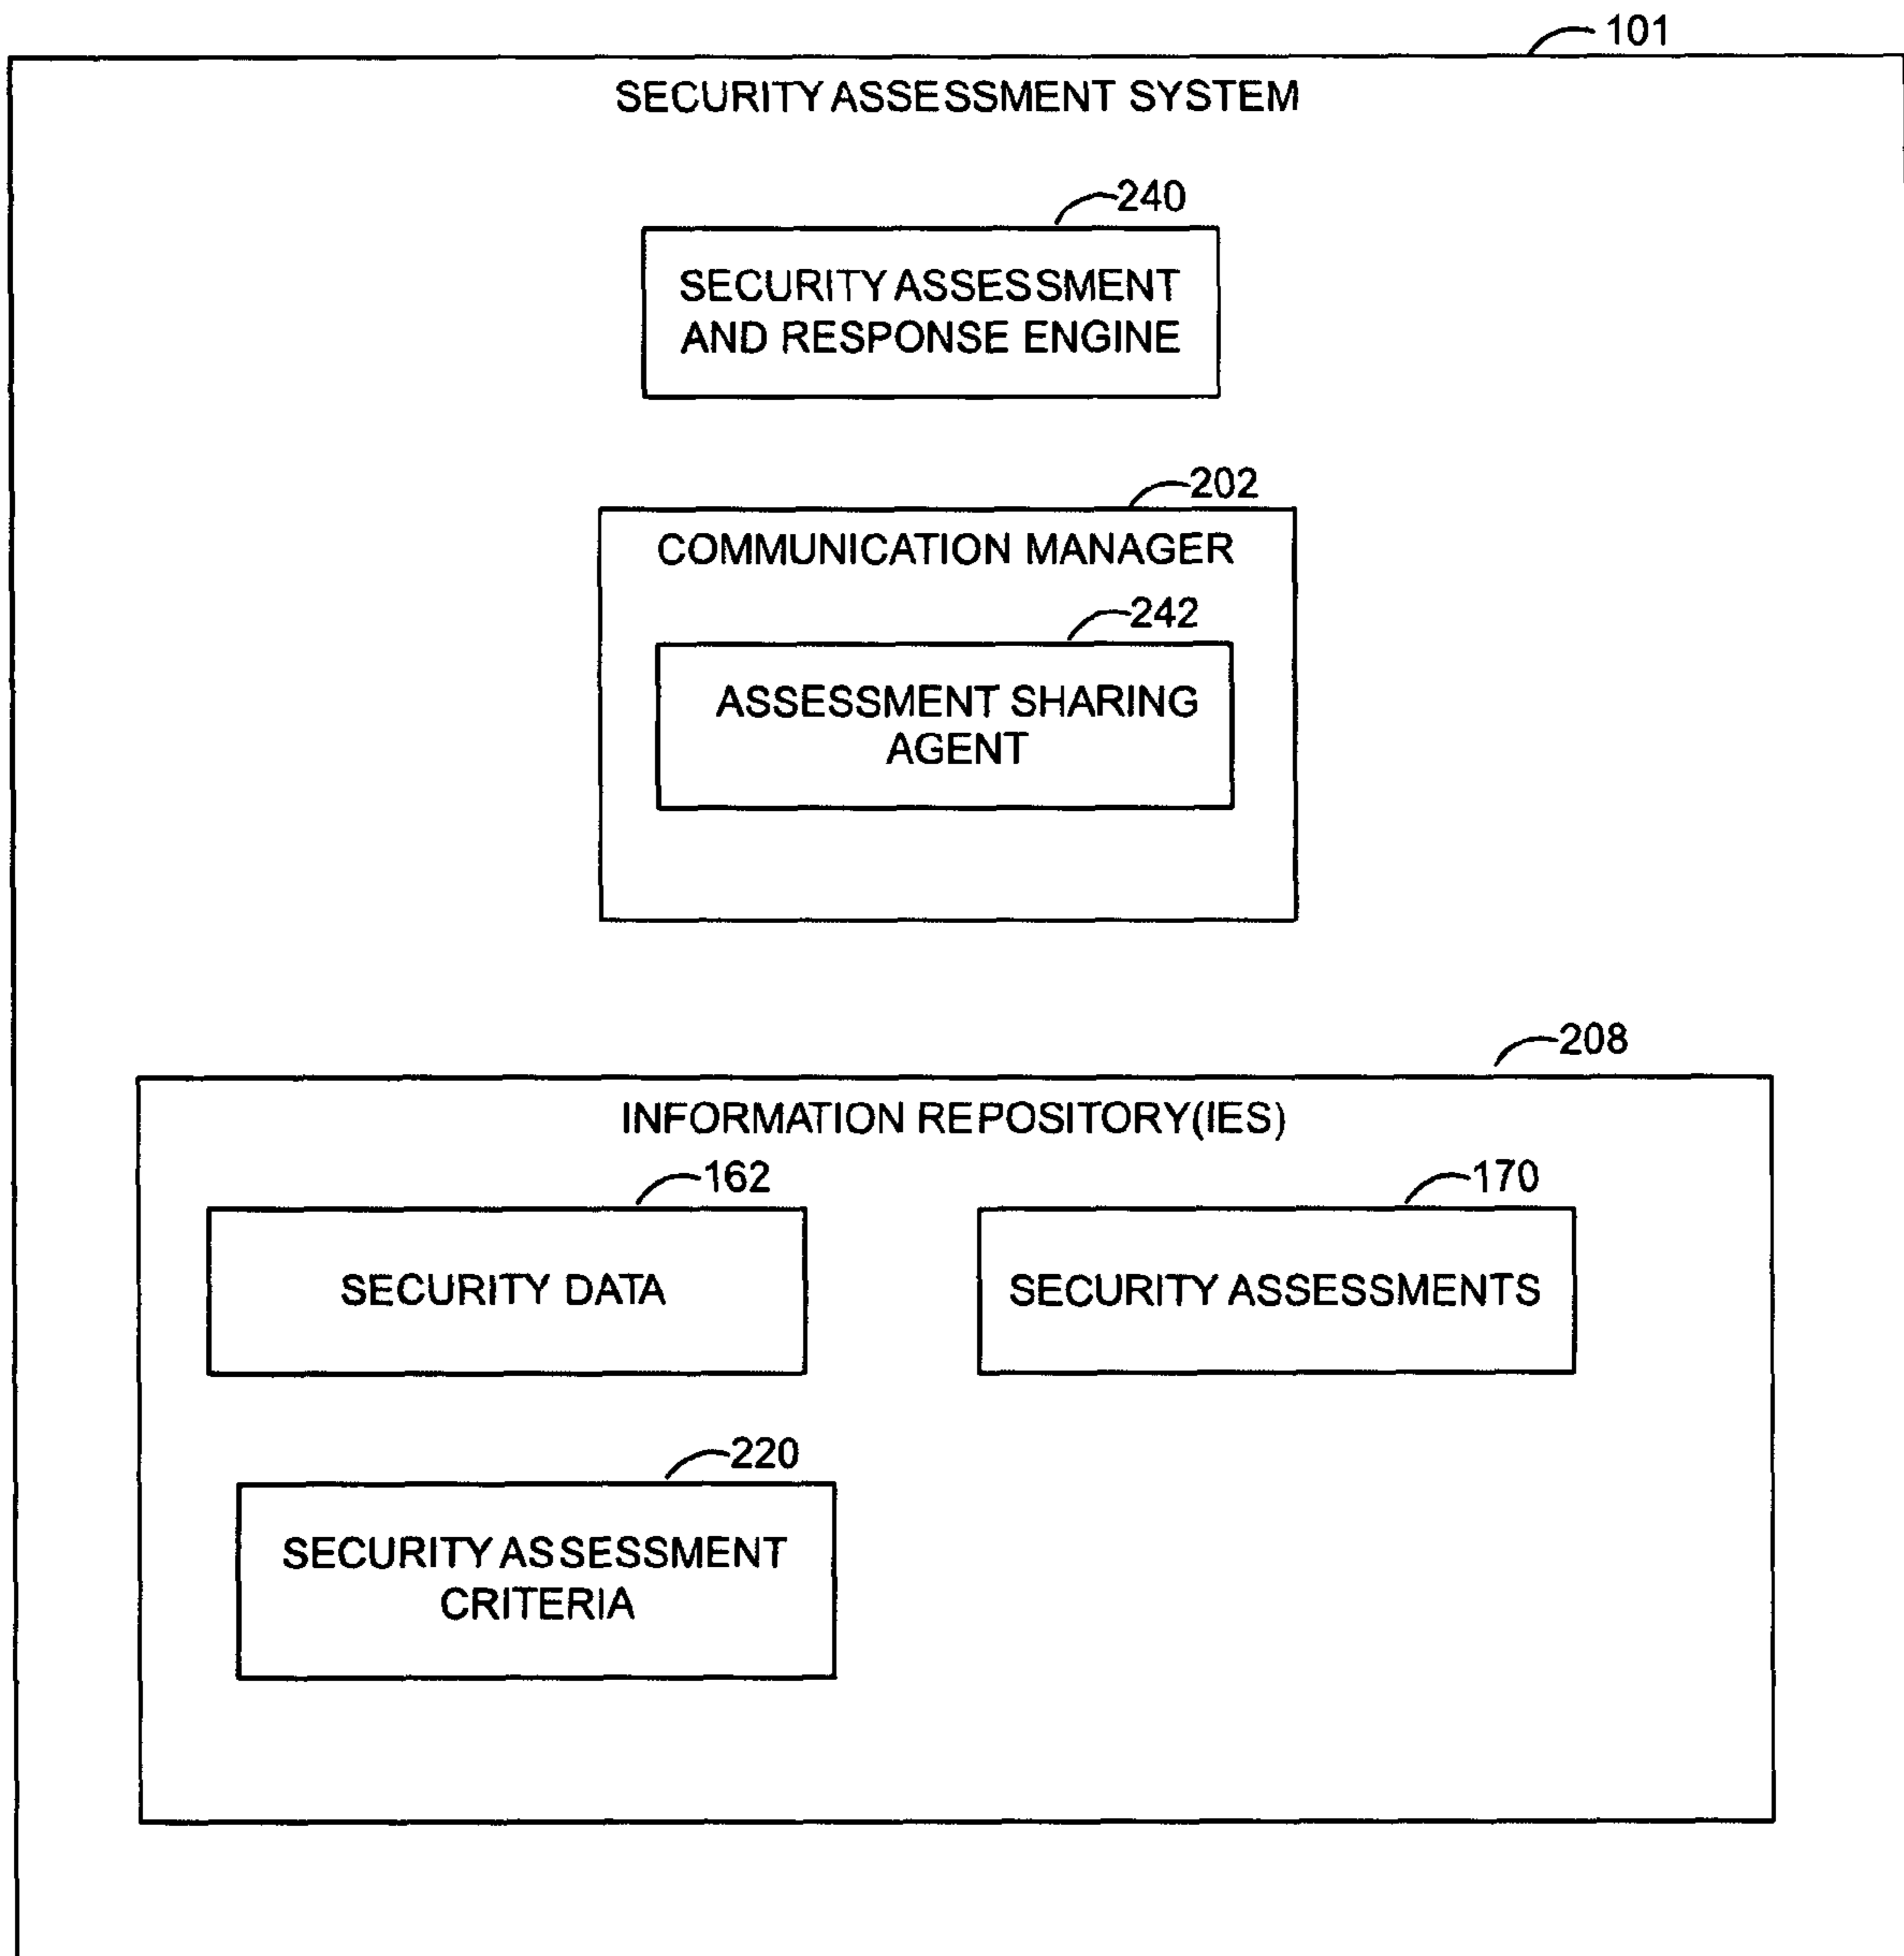 101
SECURITY ASSESSMENT SYSTEM
240
SECURITY ASSESSMENT
AND RESPONSE ENGINE
202
COMMUNICATION MANAGER
242
ASSESSMENT SHARING
AGENT
208
INFORMATION REPOSITORY(IES)
162
SECURITY DATA
170
SECURITY ASSESSMENTS
220
SECURITY ASSESSMENT
CRITERIA